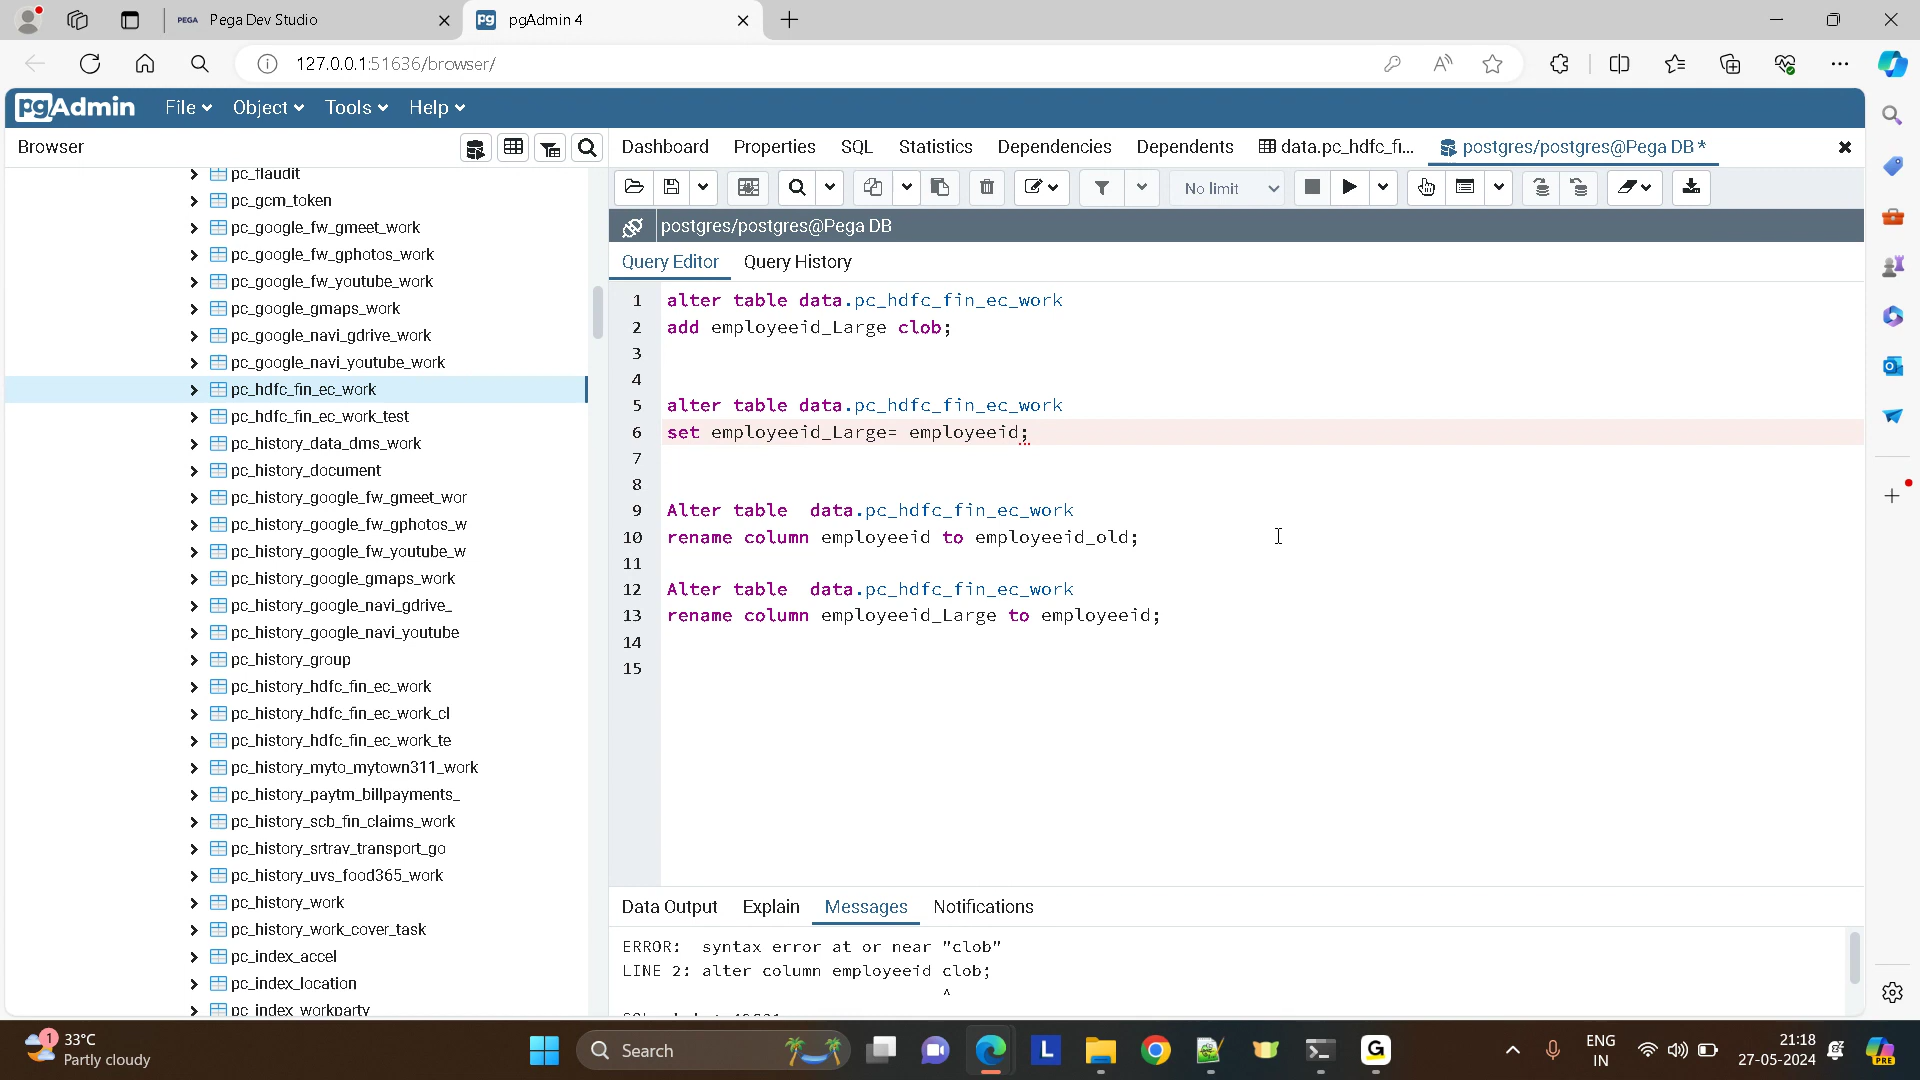 PEGA Pega Dev Studio
pg pgAdmin 4
127.0.0.1:51636/browser/
pgAdmin File Object Tools Help
Browser
Dashboard Properties SQL Statistics Dependencies Dependents data.pc_hdfc_fi... postgres/postgres@Pega DB *
No limit
postgres/postgres@Pega DB
Query Editor Query History
pc_flaudit
pc_gcm_token
pc_google_fw_gmeet_work
pc_google_fw_gphotos_work
pc_google_fw_youtube_work
pc_google_gmaps_work
pc_google_navi_gdrive_work
pc_google_navi_youtube_work
pc_hdfc_fin_ec_work
pc_hdfc_fin_ec_work_test
pc_history_data_dms_work
pc_history_document
pc_history_google_fw_gmeet_wor
pc_history_google_fw_gphotos_w
pc_history_google_fw_youtube_w
pc_history_google_gmaps_work
pc_history_google_navi_gdrive_
pc_history_google_navi_youtube
pc_history_group
pc_history_hdfc_fin_ec_work
pc_history_hdfc_fin_ec_work_cl
pc_history_hdfc_fin_ec_work_te
pc_history_myto_mytown311_work
pc_history_paytm_billpayments_
pc_history_scb_fin_claims_work
pc_history_srtrav_transport_go
pc_history_uvs_food365_work
pc_history_work
pc_history_work_cover_task
pc_index_accel
pc_index_location
pc_index_workparty
1 alter table data.pc_hdfc_fin_ec_work
2 add employeeid_Large clob;
3
4
5 alter table data.pc_hdfc_fin_ec_work
6 set employeeid_Large= employeeid;
7
8
9 Alter table  data.pc_hdfc_fin_ec_work
10 rename column employeeid to employeeid_old;
11
12 Alter table  data.pc_hdfc_fin_ec_work
13 rename column employeeid_Large to employeeid;
14
15
Data Output Explain Messages Notifications
ERROR:  syntax error at or near "clob"
LINE 2: alter column employeeid clob;
^
1 33°C
Partly cloudy
Search
L
G
ENG
IN
21:18
27-05-2024
PRE